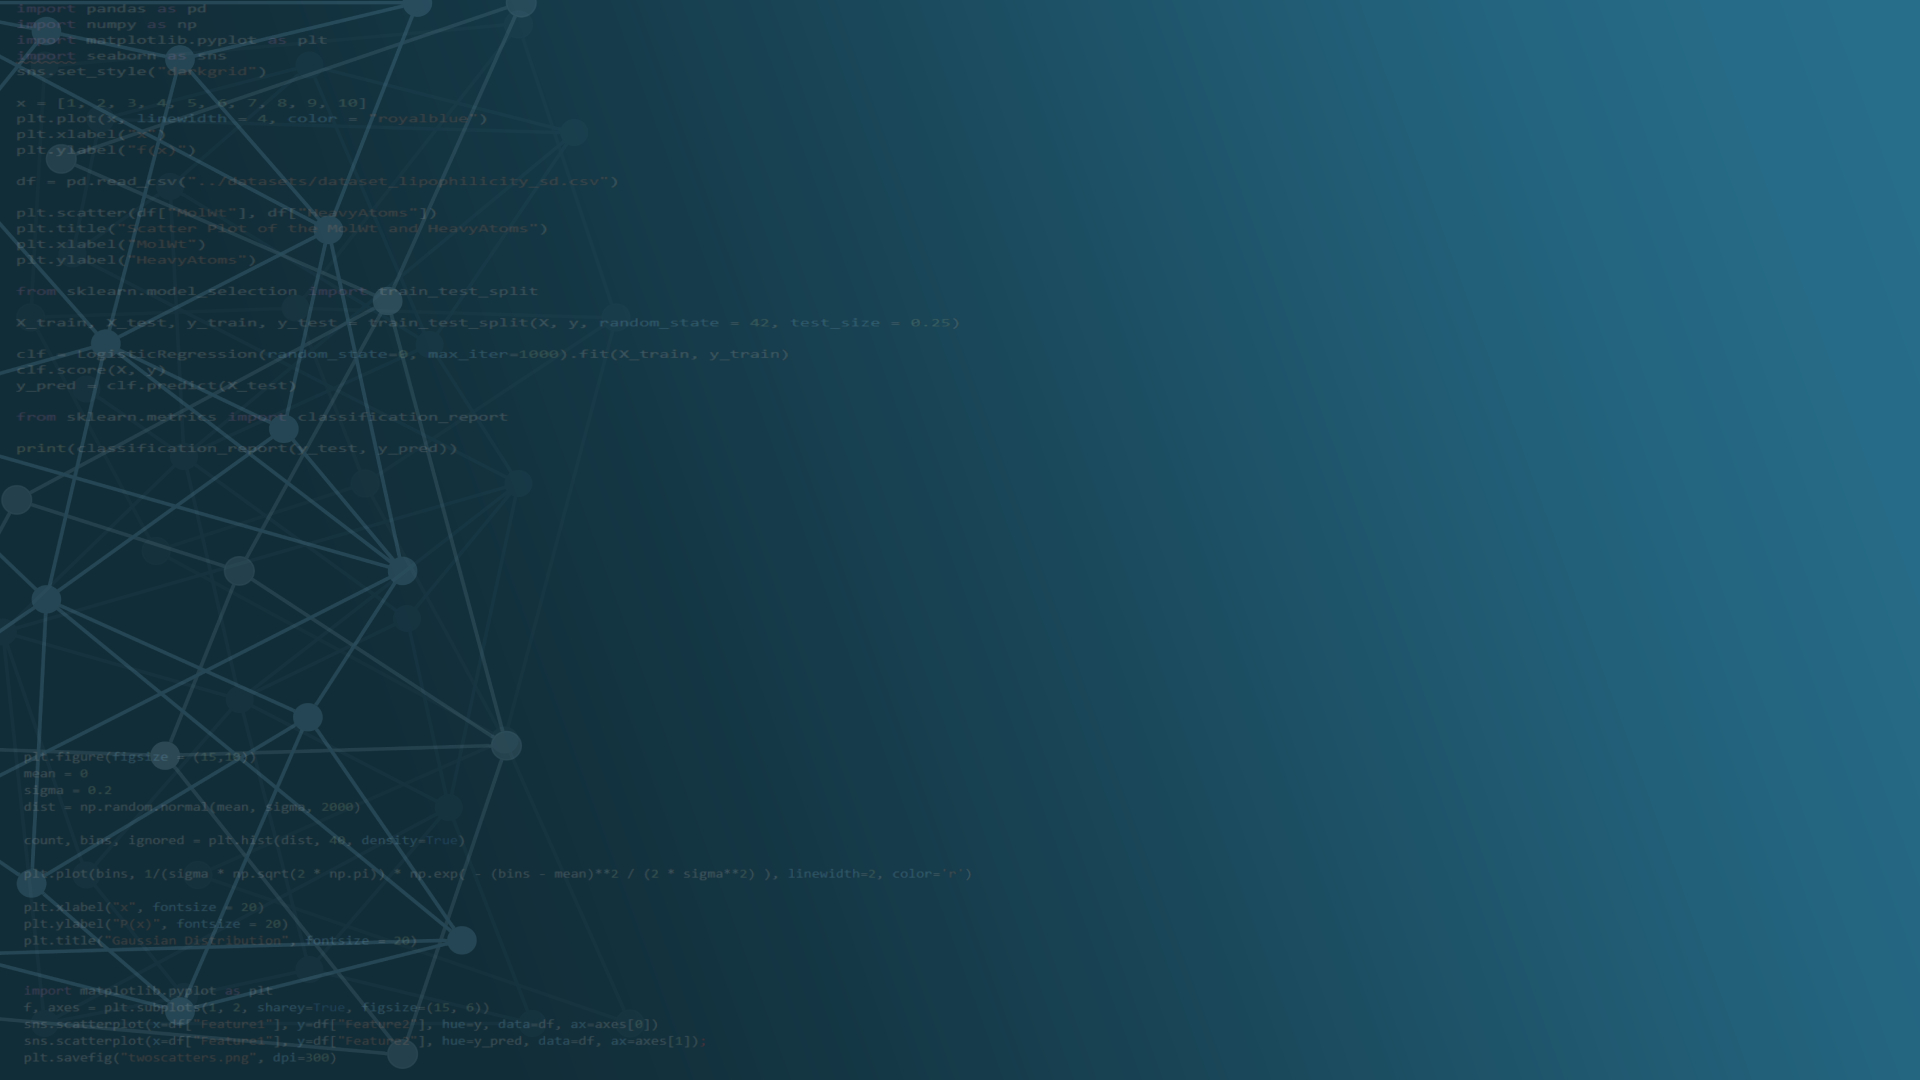 import pandas as pd
import numpy as np
import matplotlib.pyplot as plt
import seaborn as sns
sns.set_style("darkgrid")
x = [1, 2, 3, 4, 5, 6, 7, 8, 9, 10]
plt.plot(x, linewidth = 4, color = "royalblue")
plt.xlabel("x")
plt.ylabel("f(x)")
df = pd.read_csv("../datasets/dataset_lipophilicity_sd.csv")
plt.scatter(df["MolWt"], df["HeavyAtoms"])
plt.title("Scatter Plot of the MolWt and HeavyAtoms")
plt.xlabel("MolWt")
plt.ylabel("HeavyAtoms")
from sklearn.model_selection import train_test_split
X_train, X_test, y_train, y_test = train_test_split(X, y, random_state = 42, test_size = 0.25)
clf = LogisticRegression(random_state=0, max_iter=1000).fit(X_train, y_train)
clf.score(X, y)
y_pred = clf.predict(X_test)
from sklearn.metrics import classification_report
print(classification_report(y_test, y_pred))
plt.figure(figsize = (15,10))
mean = 0
sigma = 0.2
dist = np.random.normal(mean, sigma, 2000)
count, bins, ignored = plt.hist(dist, 40, density=True)
plt.plot(bins, 1/(sigma * np.sqrt(2 * np.pi)) * np.exp( - (bins - mean)**2 / (2 * sigma**2) ), linewidth=2, color='r')
plt.xlabel("x", fontsize = 20)
plt.ylabel("P(x)", fontsize = 20)
plt.title("Gaussian Distribution", fontsize = 20)
import matplotlib.pyplot as plt
f, axes = plt.subplots(1, 2, sharey=True, figsize=(15, 6))
sns.scatterplot(x=df["Feature1"], y=df["Feature2"], hue=y, data=df, ax=axes[0])
sns.scatterplot(x=df["Feature1"], y=df["Feature2"], hue=y_pred, data=df, ax=axes[1]);
plt.savefig("twoscatters.png", dpi=300)